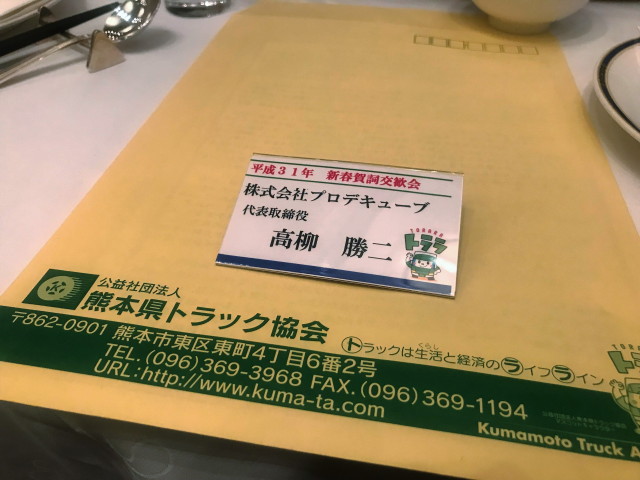 平成31年 新春賀詞交歓会
株式会社プロデキューブ
代表取締役
高柳 勝二
TORARA
トララ
公益社団法人
熊本県トラック協会
〒862-0901 熊本市東区東町4丁目6番2号
TEL.(096)369-3968 FAX.(096)369-1194
URL:http://www.kuma-ta.com
くらし
トラックは生活と経済のライフライン
Kumamoto Truck A